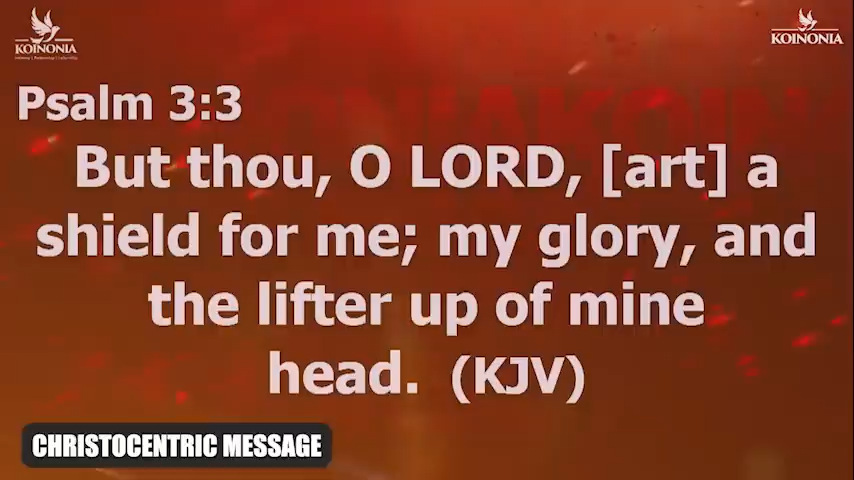 KOINONIA
KOINONIA
Psalm 3:3
But thou, O LORD, [art] a
shield for me; my glory, and
the lifter up of mine
head. (KJV)
CHRISTOCENTRIC MESSAGE